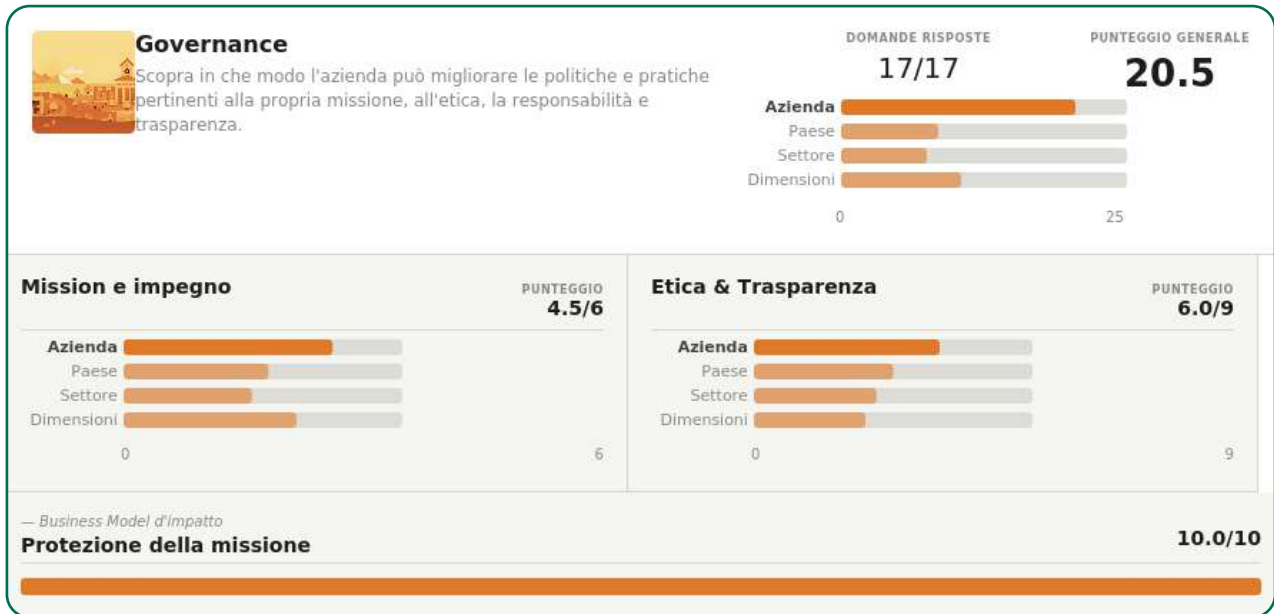 Governance
Scopra in che modo l'azienda può migliorare le politiche e pratiche
pertinenti alla propria missione, all'etica, la responsabilità e
trasparenza.
DOMANDE RISPOSTE
17/17
PUNTEGGIO GENERALE
20.5
Azienda
Paese
Settore
Dimensioni
0 25
Mission e impegno
PUNTEGGIO
4.5/6
Azienda
Paese
Settore
Dimensioni
0 6
Etica & Trasparenza
PUNTEGGIO
6.0/9
Azienda
Paese
Settore
Dimensioni
0 9
— Business Model d'impatto
Protezione della missione
10.0/10